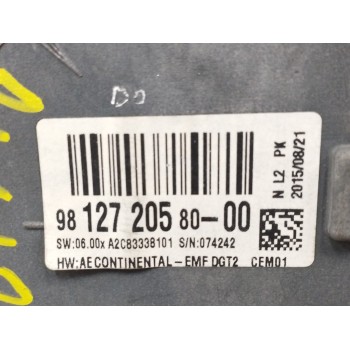 Do
98 127 205 80-00
SW:06.00x A2C83338101 S/N:074242
HW:AE CONTINENTAL-EMF DGT2 CEM01
N L2 PK
2015/08/21